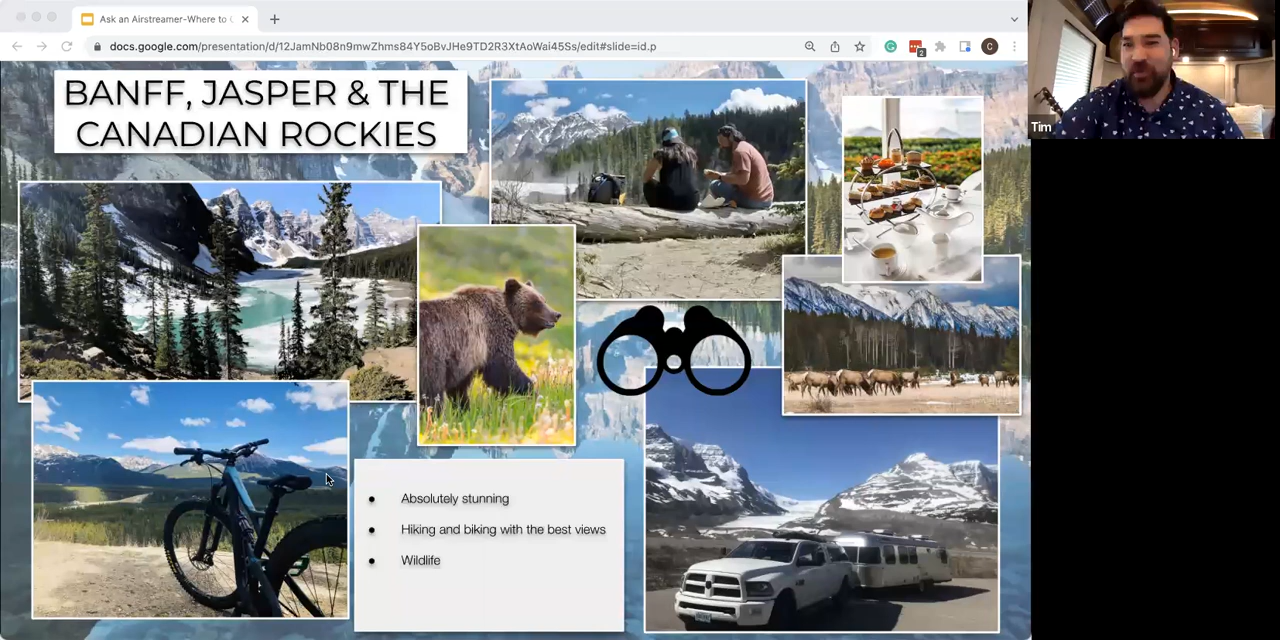 Ask an Airstreamer-Where to
docs.google.com/presentation/d/12JamNb08n9mwZhms84Y5oBvJHe9TD2R3XtAoWai45Ss/edit#slide=id.p
2
C
Tim
BANFF, JASPER & THE
CANADIAN ROCKIES
Absolutely stunning
Hiking and biking with the best views
Wildlife